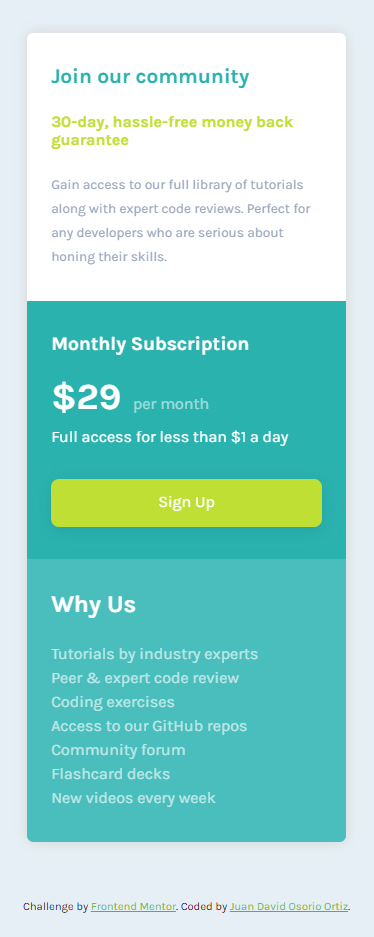 Join our community
30-day, hassle-free money back
guarantee
Gain access to our full library of tutorials
along with expert code reviews. Perfect for
any developers who are serious about
honing their skills.
Monthly Subscription
$29 per month
Full access for less than $1 a day
Sign Up
Why Us
Tutorials by industry experts
Peer & expert code review
Coding exercises
Access to our GitHub repos
Community forum
Flashcard decks
New videos every week
Challenge by Frontend Mentor. Coded by Juan David Osorio Ortiz.